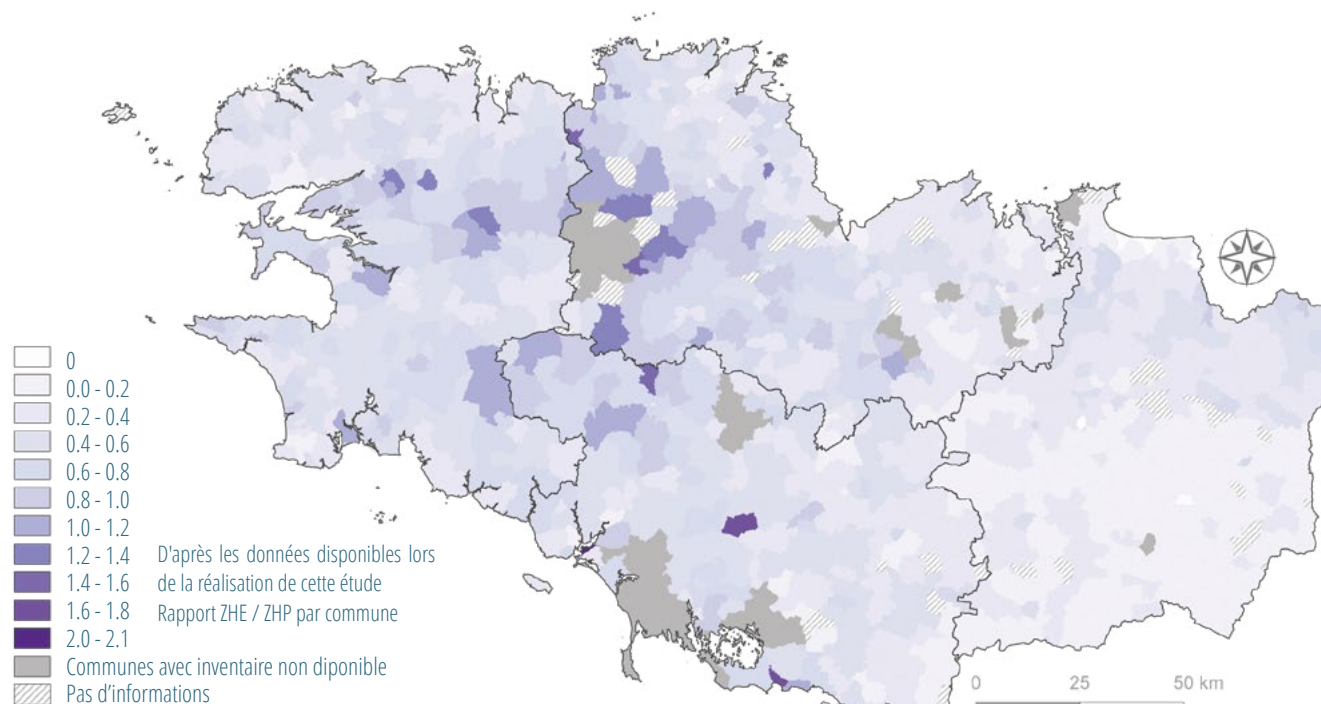 0
0.0 - 0.2
0.2 - 0.4
0.4 - 0.6
0.6 - 0.8
0.8 - 1.0
1.0 - 1.2
1.2 - 1.4
1.4 - 1.6
1.6 - 1.8
2.0 - 2.1
Communes avec inventaire non diponible
Pas d'informations
D'après les données disponibles lors
de la réalisation de cette étude
Rapport ZHE / ZHP par commune
0 25 50 km